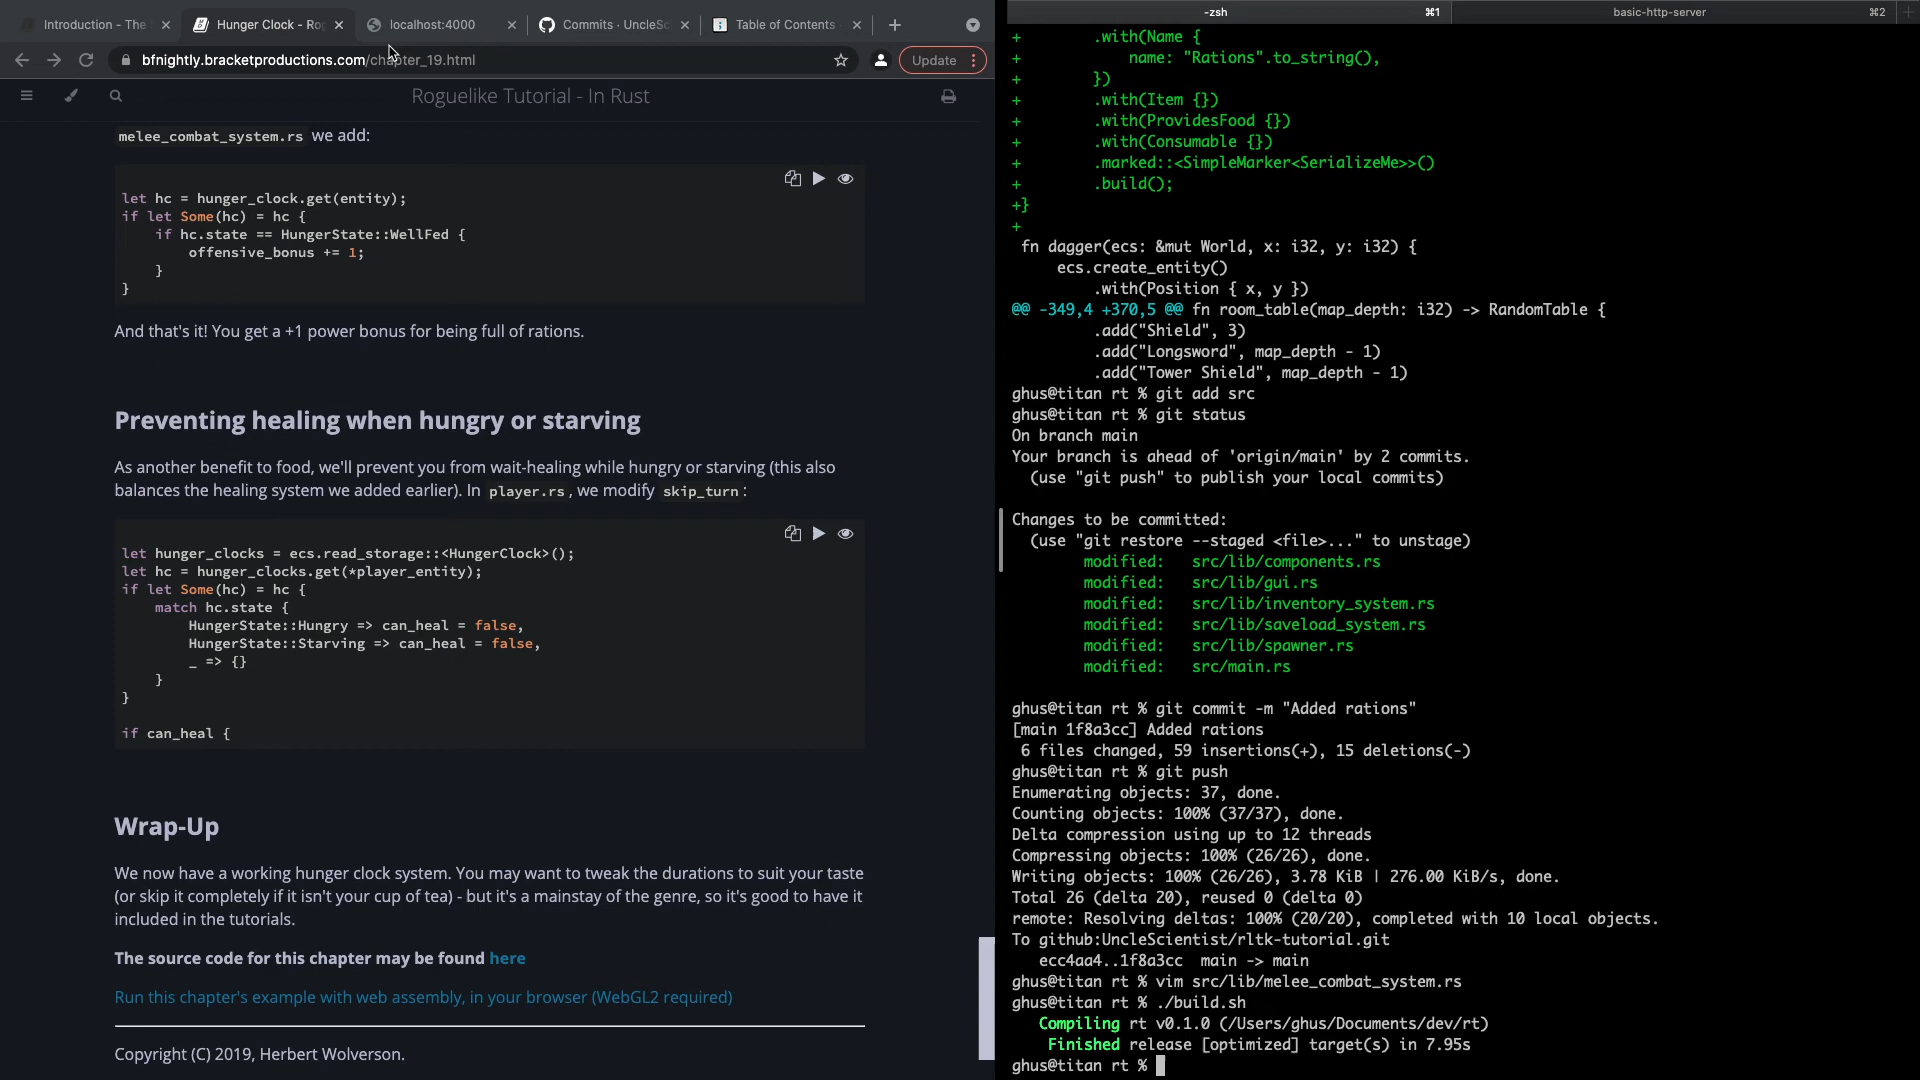 Introduction - The
Hunger Clock - Ro
localhost:4000
Commits · UncleSc
Table of Contents
bfnightly.bracketproductions.com/chapter_19.html
Update
Roguelike Tutorial - In Rust
melee_combat_system.rs we add:
let hc = hunger_clock.get(entity);
if let Some(hc) = hc {
if hc.state == HungerState::WellFed {
offensive_bonus += 1;
}
}
And that's it! You get a +1 power bonus for being full of rations.
Preventing healing when hungry or starving
As another benefit to food, we'll prevent you from wait-healing while hungry or starving (this also
balances the healing system we added earlier). In player.rs, we modify skip_turn:
let hunger_clocks = ecs.read_storage::<HungerClock>();
let hc = hunger_clocks.get(*player_entity);
if let Some(hc) = hc {
match hc.state {
HungerState::Hungry => can_heal = false,
HungerState::Starving => can_heal = false,
_ => {}
}
}
if can_heal {
Wrap-Up
We now have a working hunger clock system. You may want to tweak the durations to suit your taste
(or skip it completely if it isn't your cup of tea) - but it's a mainstay of the genre, so it's good to have it
included in the tutorials.
The source code for this chapter may be found here
Run this chapter's example with web assembly, in your browser (WebGL2 required)
Copyright (C) 2019, Herbert Wolverson.
-zsh ⌘1
basic-http-server ⌘2
+ .with(Name {
+ name: "Rations".to_string(),
+ })
+ .with(Item {})
+ .with(ProvidesFood {})
+ .with(Consumable {})
+ .marked::<SimpleMarker<SerializeMe>>()
+ .build();
+}
+
fn dagger(ecs: &mut World, x: i32, y: i32) {
ecs.create_entity()
.with(Position { x, y })
@@ -349,4 +370,5 @@ fn room_table(map_depth: i32) -> RandomTable {
.add("Shield", 3)
.add("Longsword", map_depth - 1)
.add("Tower Shield", map_depth - 1)
ghus@titan rt % git add src
ghus@titan rt % git status
On branch main
Your branch is ahead of 'origin/main' by 2 commits.
(use "git push" to publish your local commits)
Changes to be committed:
(use "git restore --staged <file>..." to unstage)
modified: src/lib/components.rs
modified: src/lib/gui.rs
modified: src/lib/inventory_system.rs
modified: src/lib/saveload_system.rs
modified: src/lib/spawner.rs
modified: src/main.rs
ghus@titan rt % git commit -m "Added rations"
[main 1f8a3cc] Added rations
6 files changed, 59 insertions(+), 15 deletions(-)
ghus@titan rt % git push
Enumerating objects: 37, done.
Counting objects: 100% (37/37), done.
Delta compression using up to 12 threads
Compressing objects: 100% (26/26), done.
Writing objects: 100% (26/26), 3.78 KiB | 276.00 KiB/s, done.
Total 26 (delta 20), reused 0 (delta 0)
remote: Resolving deltas: 100% (20/20), completed with 10 local objects.
To github:UncleScientist/rltk-tutorial.git
ecc4aa4..1f8a3cc main -> main
ghus@titan rt % vim src/lib/melee_combat_system.rs
ghus@titan rt % ./build.sh
Compiling rt v0.1.0 (/Users/ghus/Documents/dev/rt)
Finished release [optimized] target(s) in 7.95s
ghus@titan rt %